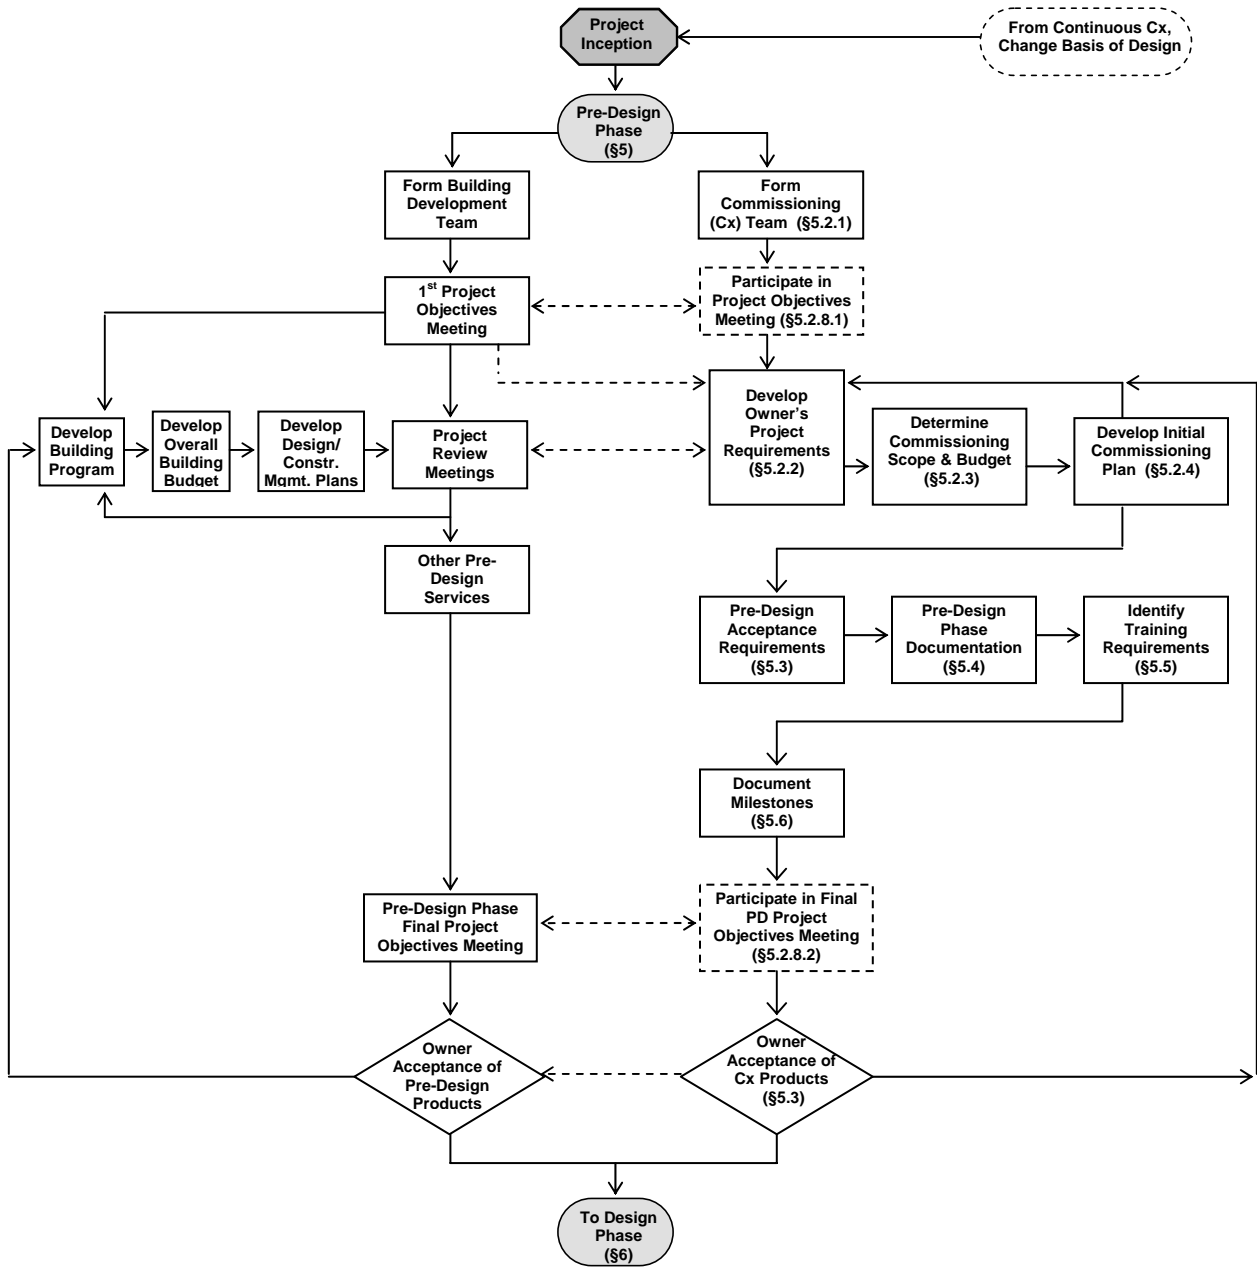 Project
Inception
From Continuous Cx,
Change Basis of Design
Pre-Design
Phase
(§5)
Form Building
Development
Team
Form
Commissioning
(Cx) Team (§5.2.1)
1st Project
Objectives
Meeting
Participate in
Project Objectives
Meeting (§5.2.8.1)
Develop
Building
Program
Develop
Overall
Building
Budget
Develop
Design/
Constr.
Mgmt. Plans
Project
Review
Meetings
Develop
Owner's
Project
Requirements
(§5.2.2)
Determine
Commissioning
Scope & Budget
(§5.2.3)
Develop Initial
Commissioning
Plan (§5.2.4)
Other Pre-
Design
Services
Pre-Design
Acceptance
Requirements
(§5.3)
Pre-Design
Phase
Documentation
(§5.4)
Identify
Training
Requirements
(§5.5)
Document
Milestones
(§5.6)
Pre-Design Phase
Final Project
Objectives Meeting
Participate in Final
PD Project
Objectives Meeting
(§5.2.8.2)
Owner
Acceptance of
Pre-Design
Products
Owner
Acceptance of
Cx Products
(§5.3)
To Design
Phase
(§6)